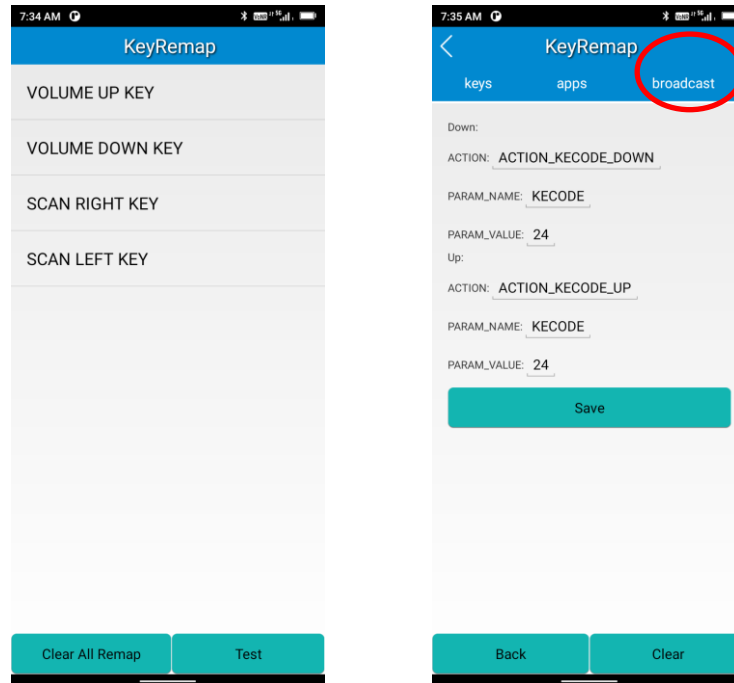 7:34 AM
KeyRemap
VOLUME UP KEY
VOLUME DOWN KEY
SCAN RIGHT KEY
SCAN LEFT KEY
Clear All Remap Test
7:35 AM
KeyRemap
keys apps broadcast
Down:
ACTION: ACTION_KECODE_DOWN
PARAM_NAME: KECODE
PARAM_VALUE: 24
Up:
ACTION: ACTION_KECODE_UP
PARAM_NAME: KECODE
PARAM_VALUE: 24
Save
Back Clear